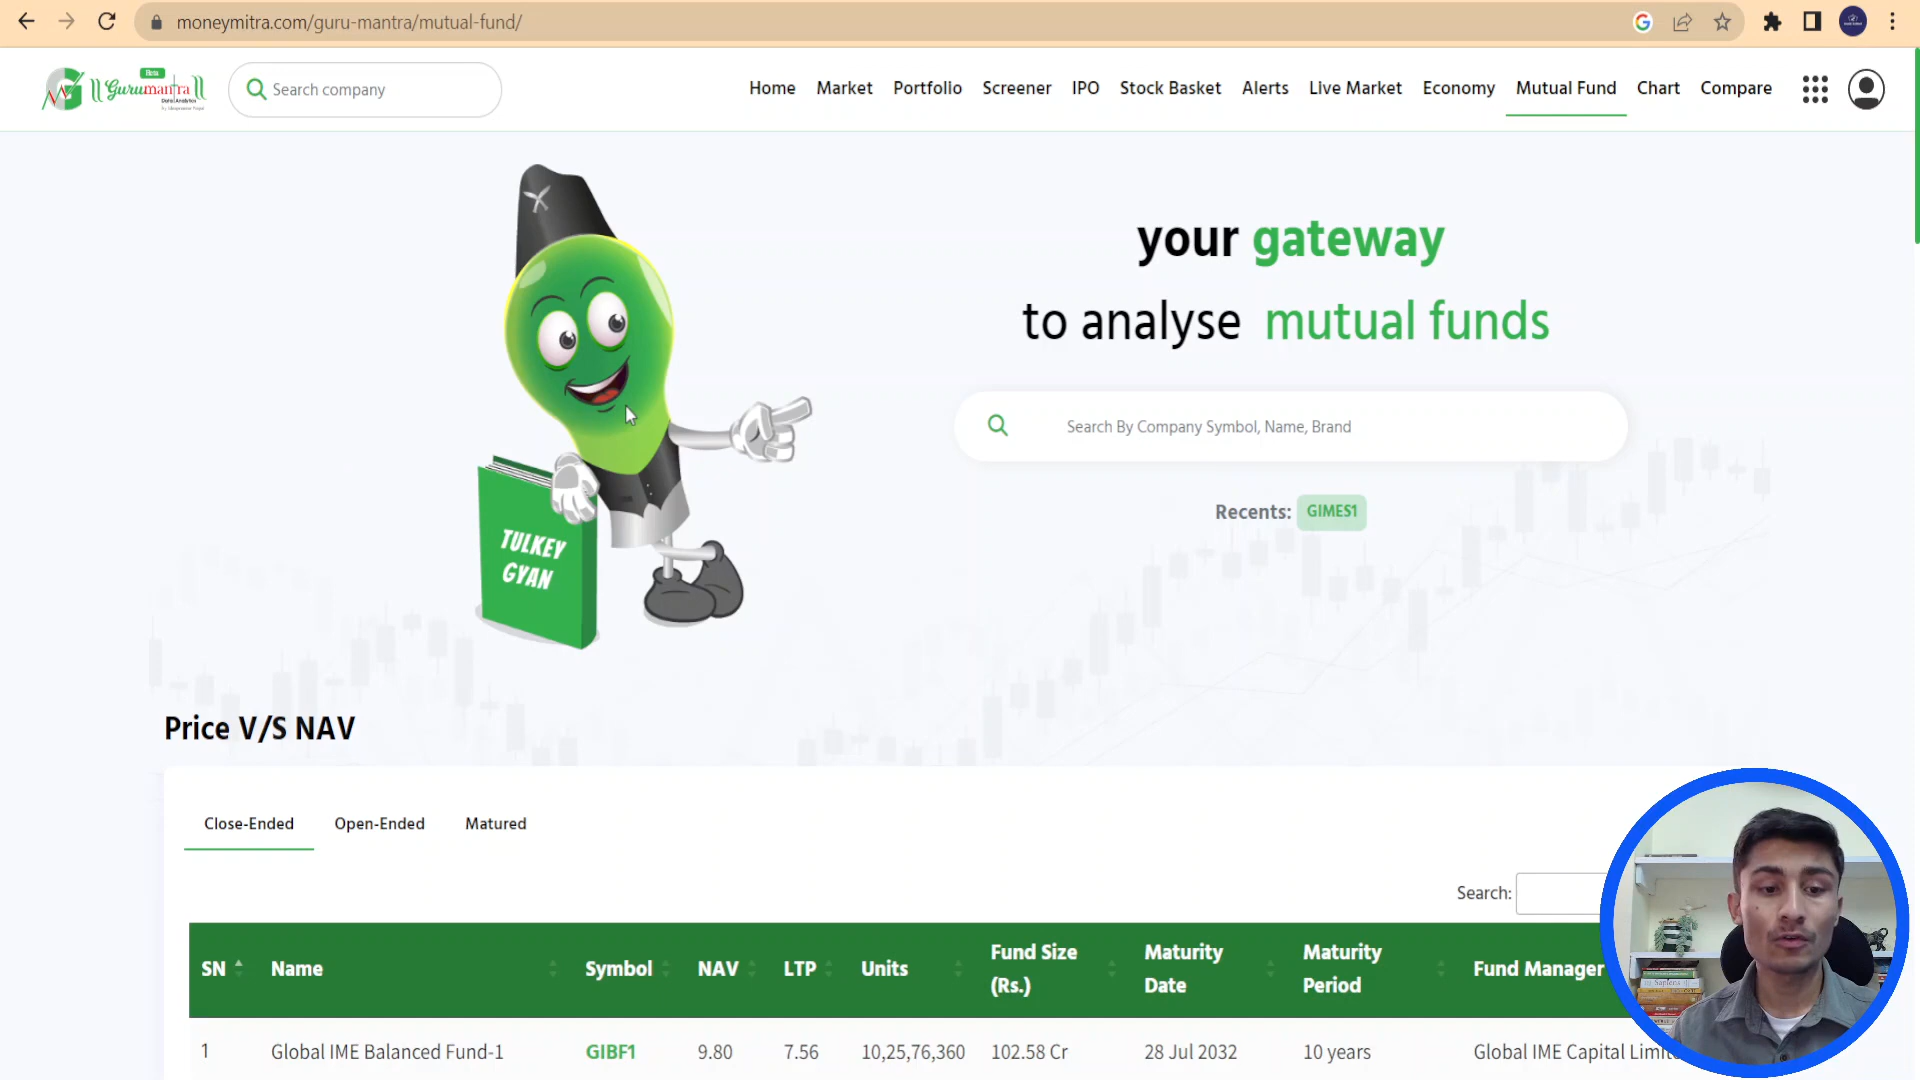 moneymitra.com/guru-mantra/mutual-fund/
Beta
Gurumantra
Data Analytics
Search company
Home Market Portfolio Screener IPO Stock Basket Alerts Live Market Economy Mutual Fund Chart Compare
your gateway
to analyse mutual funds
Search By Company Symbol, Name, Brand
Recents: GIMES1
TULKEY
GYAN
Price V/S NAV
Close-Ended Open-Ended Matured
Search:
SN Name Symbol NAV LTP Units Fund Size (Rs.) Maturity Date Maturity Period Fund Manager
1 Global IME Balanced Fund-1 GIBF1 9.80 7.56 10,25,76,360 102.58 Cr 28 Jul 2032 10 years Global IME Capital
Sapiens